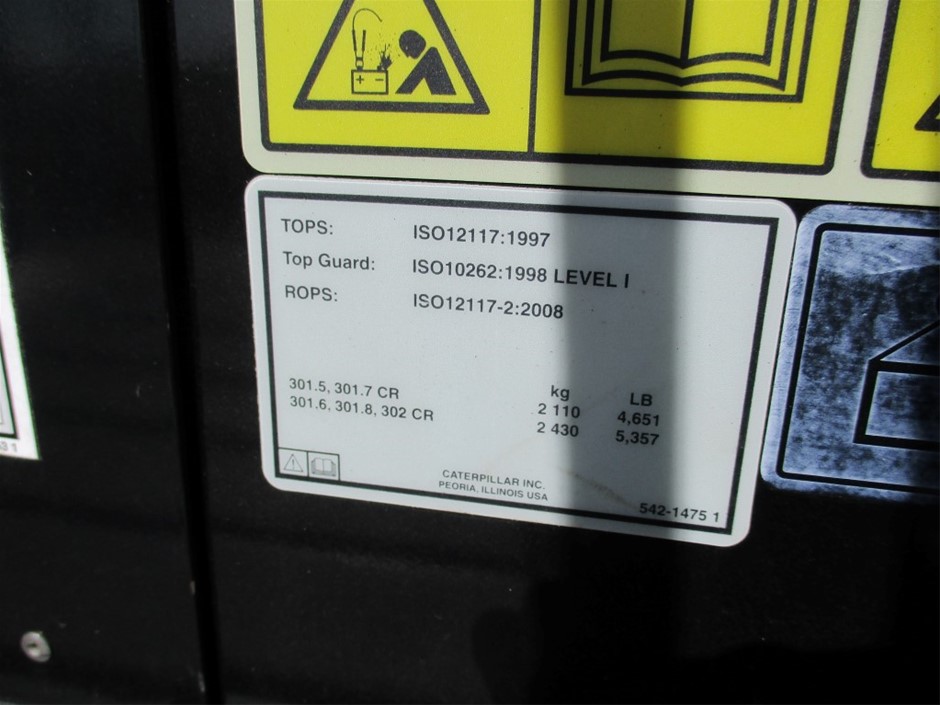 + -
TOPS: ISO12117:1997
Top Guard: ISO10262:1998 LEVEL I
ROPS: ISO12117-2:2008
kg LB
301.5, 301.7 CR 2 110 4,651
301.6, 301.8, 302 CR 2 430 5,357
CATERPILLAR INC.
PEORIA, ILLINOIS USA
542-1475 1